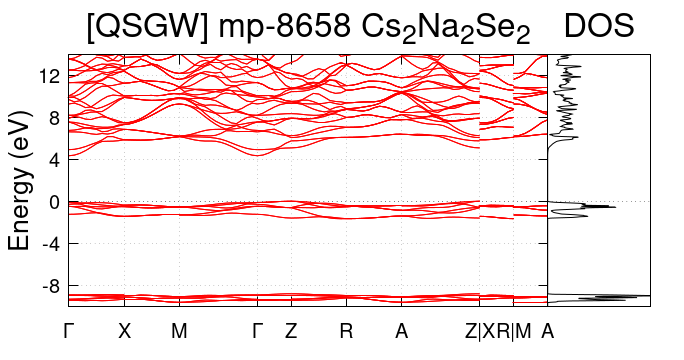 [QSGW] mp-8658 Cs₂Na₂Se₂ DOS
Energy (eV)
12
8
4
0
-4
-8
Γ X M Γ Z R A Z|XR|M A